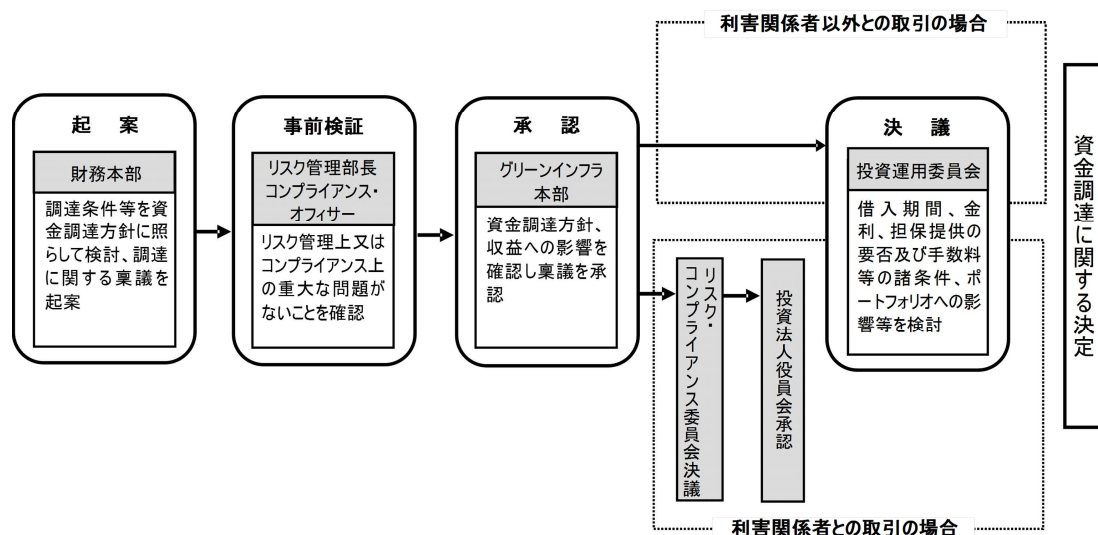 利害関係者以外との取引の場合
起 案
財務本部
調達条件等を資
金調達方針に照
らして検討、調達
に関する稟議を
起案
事前検証
リスク管理部長
コンプライアンス・
オフィサー
リスク管理上又は
コンプライアンス上
の重大な問題が
ないことを確認
承 認
グリーンインフラ
本部
資金調達方針、
収益への影響
を確認し稟議を承
認
リスク・
コンプライアンス委員会決議
投資法人役員会承認
決 議
投資運用委員会
借入期間、金
利、担保提供の
要否及び手数料
等の諸条件、ポ
ートフォリオへの影
響等を検討
利害関係者との取引の場合
資金調達に関する決定